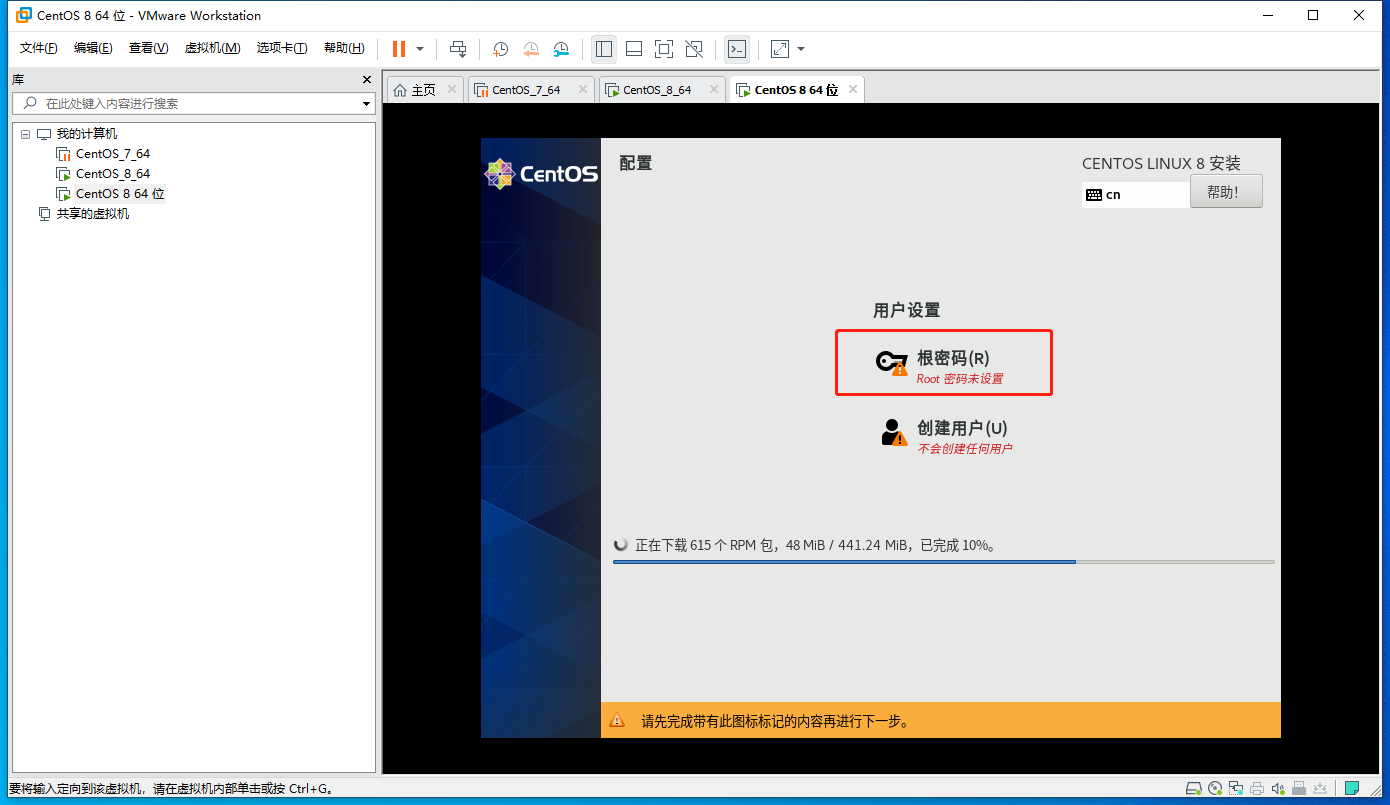 CentOS 8 64 位 - VMware Workstation
文件(F) 编辑(E) 查看(V) 虚拟机(M) 选项卡(T) 帮助(H)
库
在此处键入内容进行搜索
我的计算机
CentOS_7_64
CentOS_8_64
CentOS 8 64 位
共享的虚拟机
主页 CentOS_7_64 CentOS_8_64 CentOS 8 64 位
CentOS
配置
CENTOS LINUX 8 安装
cn
帮助!
用户设置
根密码(R)
Root 密码未设置
创建用户(U)
不会创建任何用户
正在下载 615 个 RPM 包，48 MiB / 441.24 MiB，已完成 10%。
请先完成带有此图标标记的内容再进行下一步。
要将输入定向到该虚拟机，请在虚拟机内部单击或按 Ctrl+G。